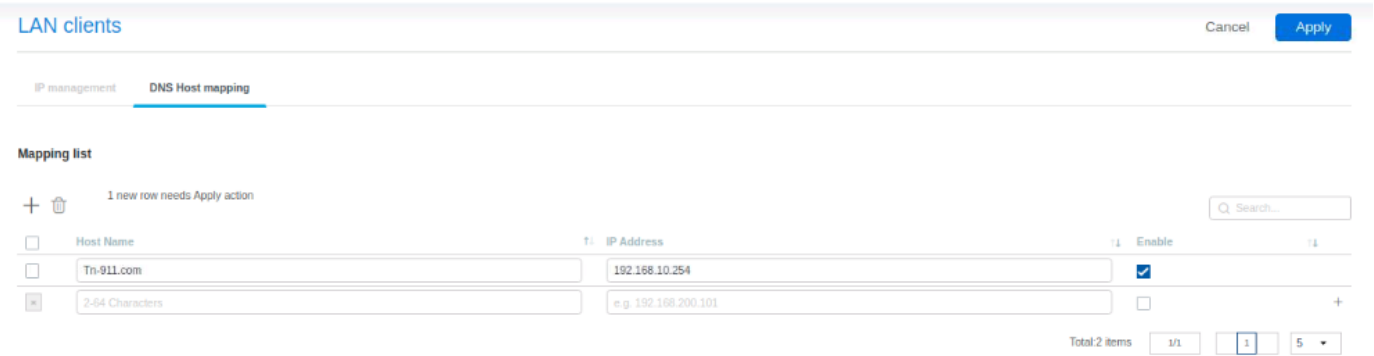 LAN clients
Cancel
Apply
IP management
DNS Host mapping
Mapping list
1 new row needs Apply action
Search...
Host Name
IP Address
Enable
Tn-911.com
192.168.10.254
2-64 Characters
e.g. 192.168.200.101
Total:2 items
1/1
1
5